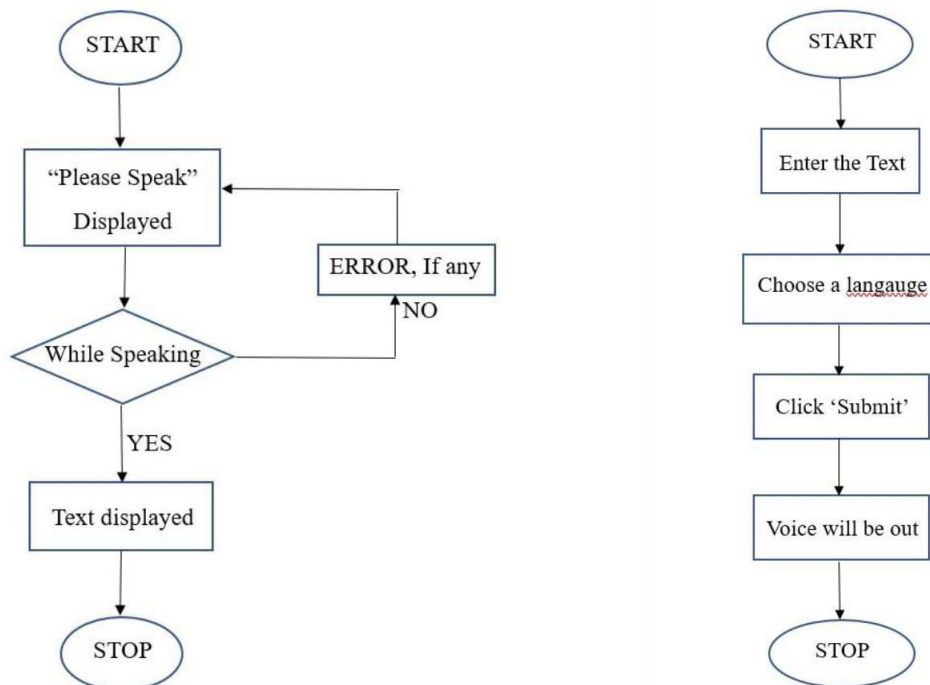 START
“Please Speak”
Displayed
ERROR, If any
NO
While Speaking
YES
Text displayed
STOP
START
Enter the Text
Choose a langauge
Click ‘Submit’
Voice will be out
STOP